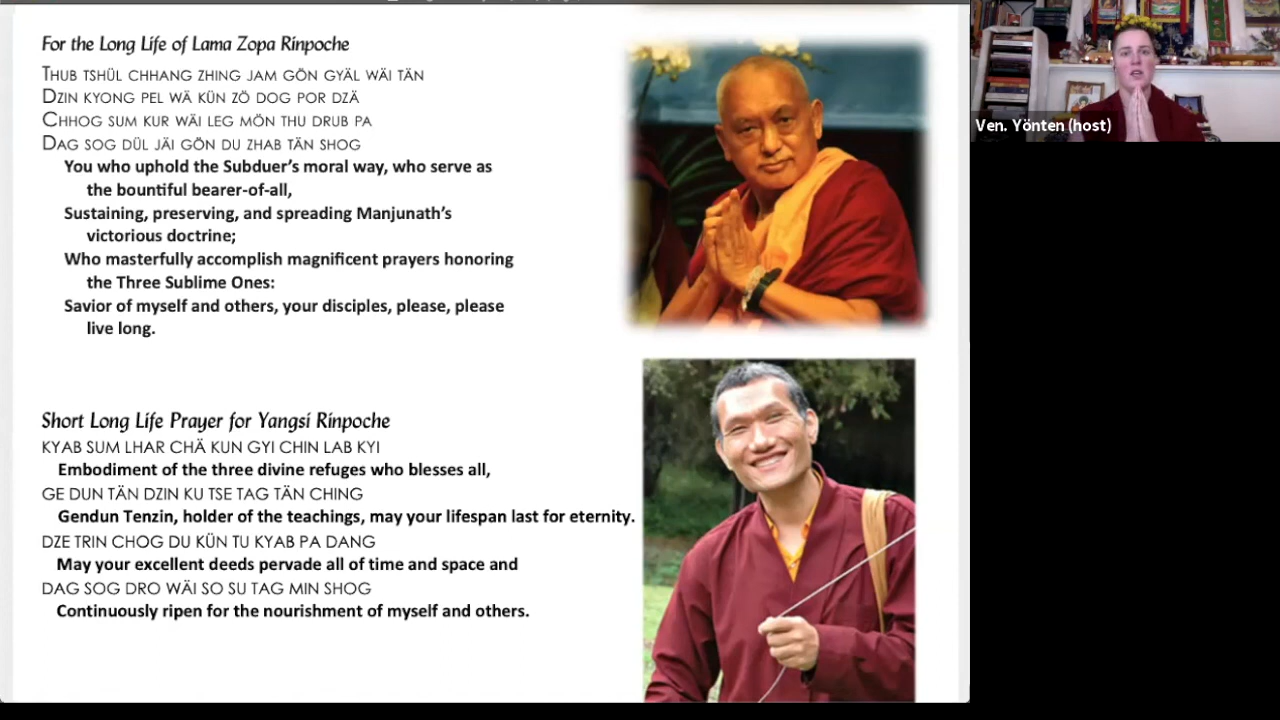 For the Long Life of Lama Zopa Rinpoche
THUB TSHÜL CHHANG ZHING JAM GÖN GYÄL WÄI TÄN
DZIN KYONG PEL WÄ KÜN ZÖ DOG POR DZÄ
CHHOG SUM KUR WÄI LEG MÖN THU DRUB PA
DAG SOG DÜL JÄI GÖN DU ZHAB TÄN SHOG
You who uphold the Subduer's moral way, who serve as
the bountiful bearer-of-all,
Sustaining, preserving, and spreading Manjunath's
victorious doctrine;
Who masterfully accomplish magnificent prayers honoring
the Three Sublime Ones:
Savior of myself and others, your disciples, please, please
live long.
Short Long Life Prayer for Yangsi Rinpoche
KYAB SUM LHAR CHÄ KUN GYI CHIN LAB KYI
Embodiment of the three divine refuges who blesses all,
GE DUN TÄN DZIN KU TSE TAG TÄN CHING
Gendun Tenzin, holder of the teachings, may your lifespan last for eternity.
DZE TRIN CHOG DU KÜN TU KYAB PA DANG
May your excellent deeds pervade all of time and space and
DAG SOG DRO WÄI SO SU TAG MIN SHOG
Continuously ripen for the nourishment of myself and others.
Ven. Yönten (host)